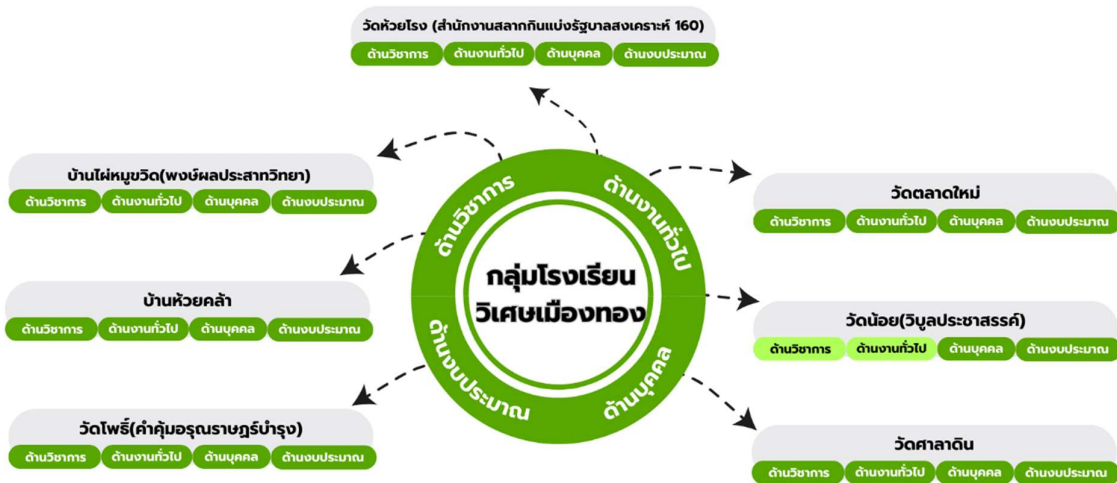 วัดห้วยโรง (สำนักงานสลากกินแบ่งรัฐบาลสงเคราะห์ 160)
ด้านวิชาการ ด้านงานทั่วไป ด้านบุคคล ด้านงบประมาณ
บ้านไผ่หมูขวิด(พงษ์ผลประสาทวิทยา)
ด้านวิชาการ ด้านงานทั่วไป ด้านบุคคล ด้านงบประมาณ
วัดตลาดใหม่
ด้านวิชาการ ด้านงานทั่วไป ด้านบุคคล ด้านงบประมาณ
ด้านวิชาการ
ด้านงานทั่วไป
กลุ่มโรงเรียน
วิเศษเมืองทอง
ด้านงบประมาณ
ด้านบุคคล
บ้านห้วยคล้า
ด้านวิชาการ ด้านงานทั่วไป ด้านบุคคล ด้านงบประมาณ
วัดน้อย(วิบูลประชาสรรค์)
ด้านวิชาการ ด้านงานทั่วไป ด้านบุคคล ด้านงบประมาณ
วัดโพธิ์(คำคุ้มอรุณราษฎร์บำรุง)
ด้านวิชาการ ด้านงานทั่วไป ด้านบุคคล ด้านงบประมาณ
วัดศาลาดิน
ด้านวิชาการ ด้านงานทั่วไป ด้านบุคคล ด้านงบประมาณ